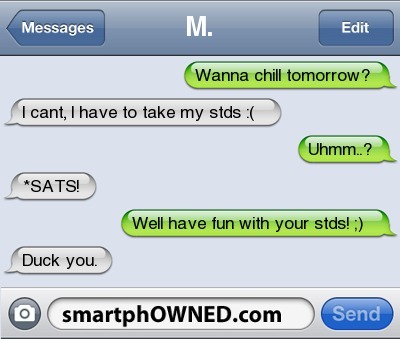 Messages
M.
Edit
Wanna chill tomorrow?
I cant, I have to take my stds :(
Uhmm..?
*SATS!
Well have fun with your stds! ;)
Duck you.
smartphOWNED.com
Send